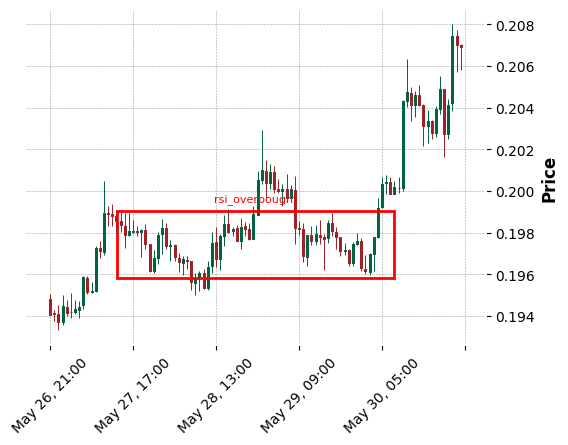 0.208
0.206
0.204
0.202
0.200
0.198
0.196
0.194
Price
rsi_overbought
May 26, 21:00
May 27, 17:00
May 28, 13:00
May 29, 09:00
May 30, 05:00